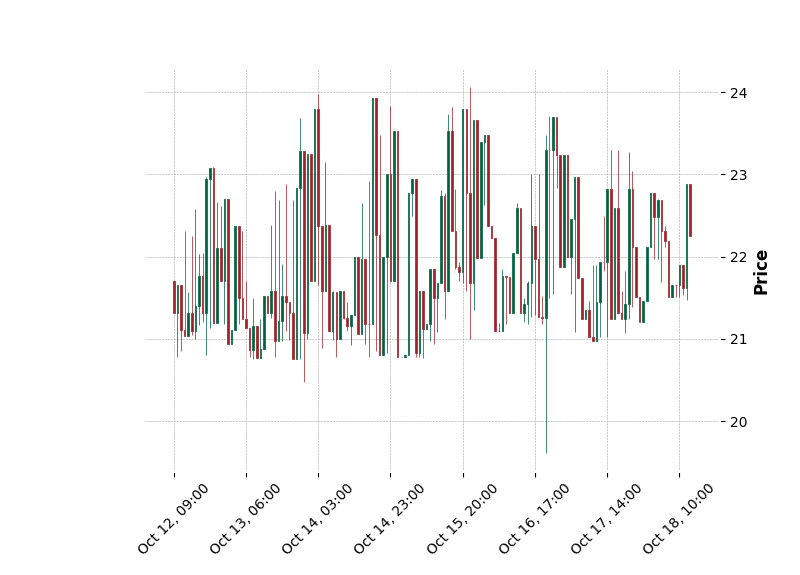 24
23
22
21
20
Price
Oct 12, 09:00
Oct 13, 06:00
Oct 14, 03:00
Oct 14, 23:00
Oct 15, 20:00
Oct 16, 17:00
Oct 17, 14:00
Oct 18, 10:00